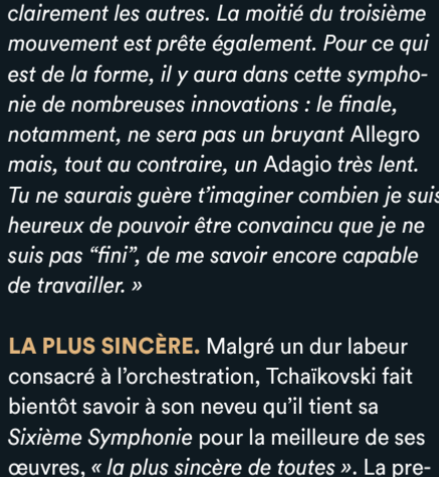 clairement les autres. La moitié du troisième
mouvement est prête également. Pour ce qui
est de la forme, il y aura dans cette sympho-
nie de nombreuses innovations : le finale,
notamment, ne sera pas un bruyant Allegro
mais, tout au contraire, un Adagio très lent.
Tu ne saurais guère t’imaginer combien je suis
heureux de pouvoir être convaincu que je ne
suis pas “fini”, de me savoir encore capable
de travailler. »
LA PLUS SINCÈRE. Malgré un dur labeur
consacré à l’orchestration, Tchaïkovski fait
bientôt savoir à son neveu qu’il tient sa
Sixième Symphonie pour la meilleure de ses
œuvres, « la plus sincère de toutes ». La pre-